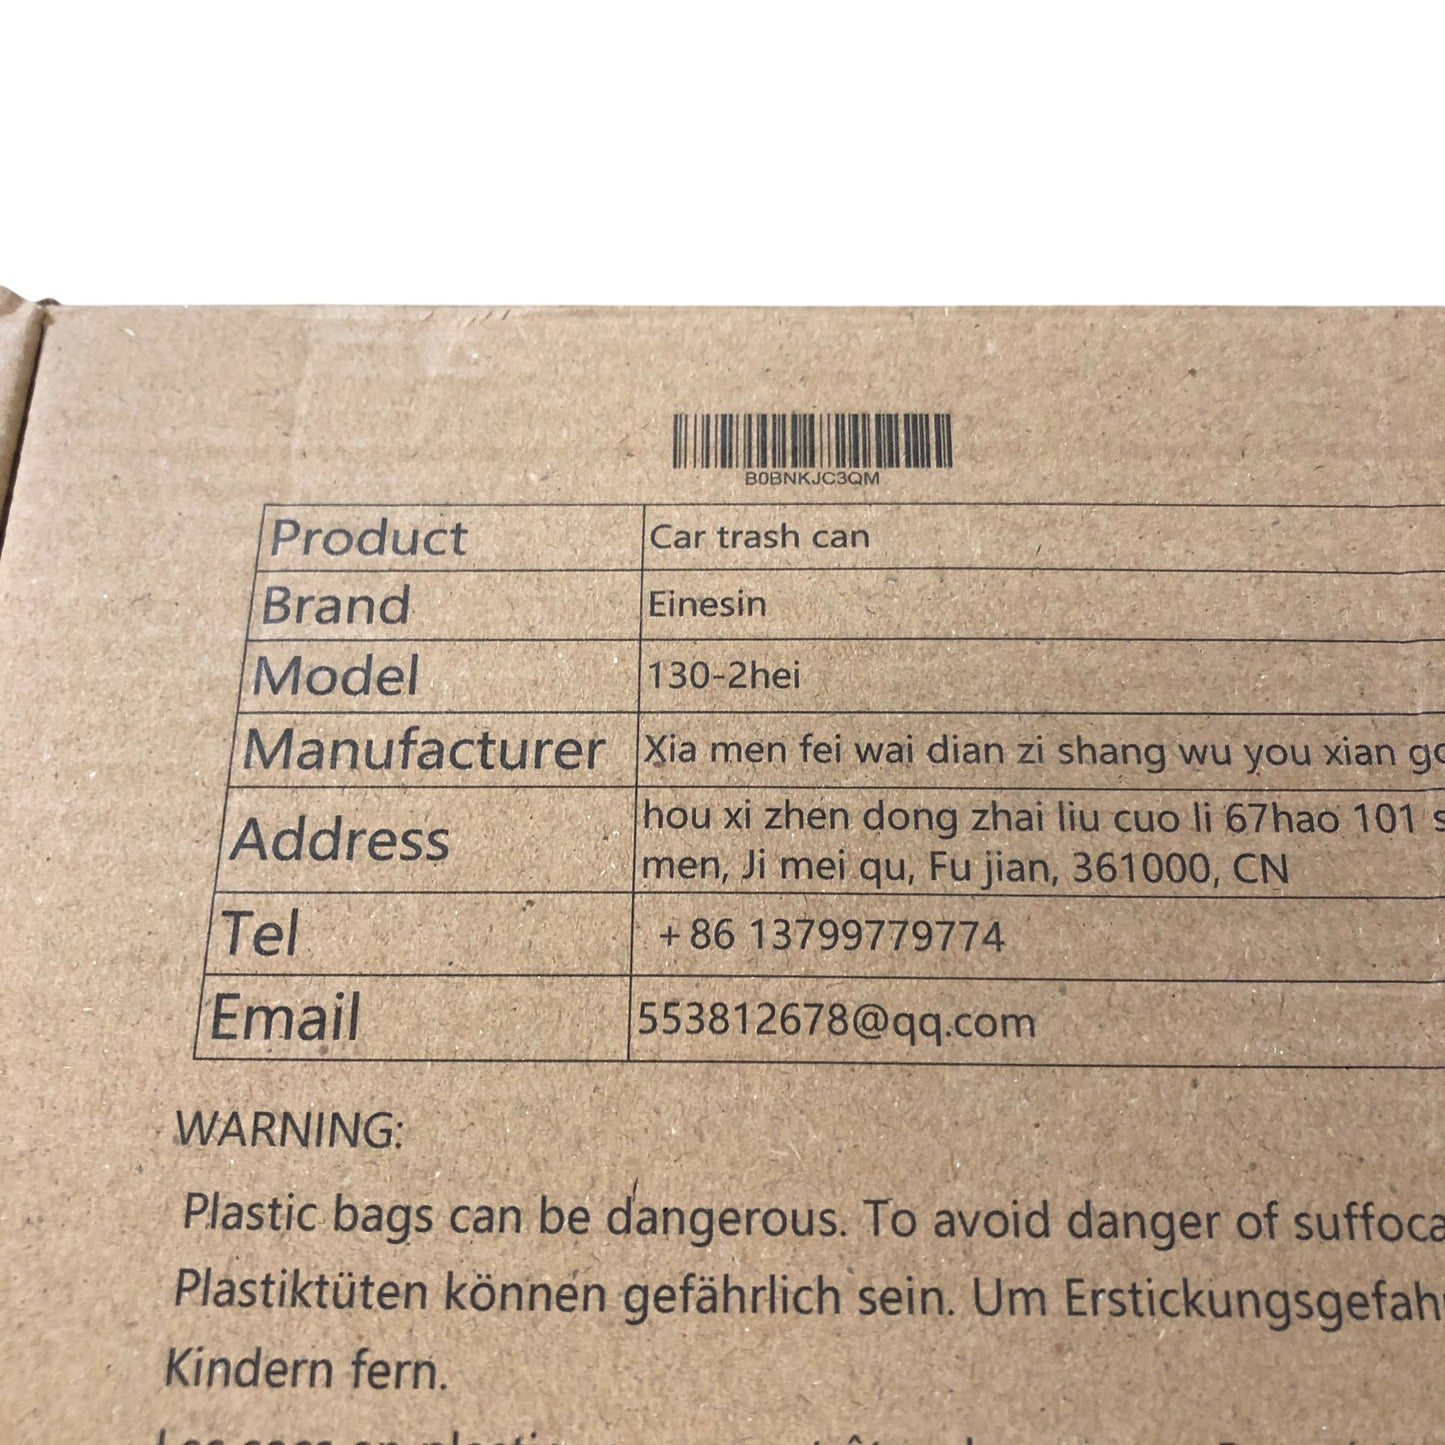 B0BNKJC3QM
Product Car trash can
Brand Einesin
Model 130-2hei
Manufacturer Xia men fei wai dian zi shang wu you xian
Address hou xi zhen dong zhai liu cuo li 67hao 101
men, Ji mei qu, Fu jian, 361000, CN
Tel +86 13799779774
Email 553812678@qq.com
WARNING:
Plastic bags can be dangerous. To avoid danger of
Plastiktüten können gefährlich sein. Um
Kindern fern.